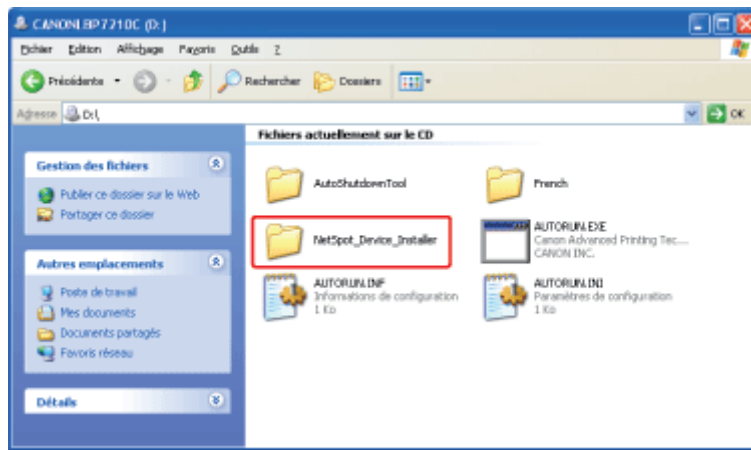 CANONLBP7210C (D:)
Fichier Edition Affichage Favoris Outils ?
Précédente Rechercher Dossiers
Adresse D:\ OK
Gestion des fichiers
Publier ce dossier sur le Web
Partager ce dossier
Autres emplacements
Poste de travail
Mes documents
Documents partagés
Favoris réseau
Détails
Fichiers actuellement sur le CD
AutoShutdownTool
French
NetSpot_Device_Installer
AUTORUN.EXE
Canon Advanced Printing Tec....
CANON INC.
AUTORUN.INF
Informations de configuration
1 Ko
AUTORUN.INI
Paramètres de configuration
1 Ko